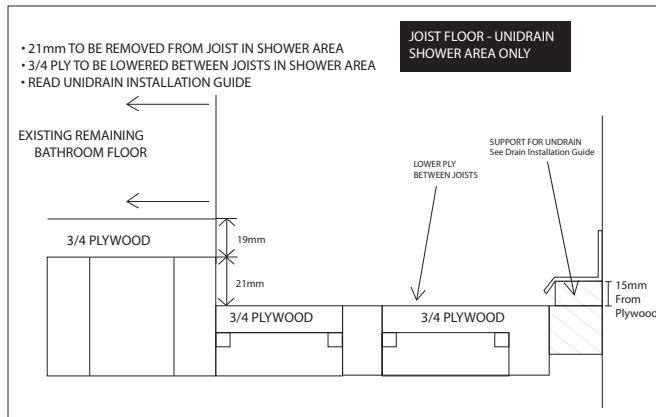 • 21mm TO BE REMOVED FROM JOIST IN SHOWER AREA
• 3/4 PLY TO BE LOWERED BETWEEN JOISTS IN SHOWER AREA
• READ UNIDRAIN INSTALLATION GUIDE
JOIST FLOOR - UNIDRAIN
SHOWER AREA ONLY
EXISTING REMAINING
BATHROOM FLOOR
SUPPORT FOR UNDRAIN
See Drain Installation Guide
LOWER PLY
BETWEEN JOISTS
3/4 PLYWOOD
19mm
21mm
15mm
From
Plywood
3/4 PLYWOOD
3/4 PLYWOOD